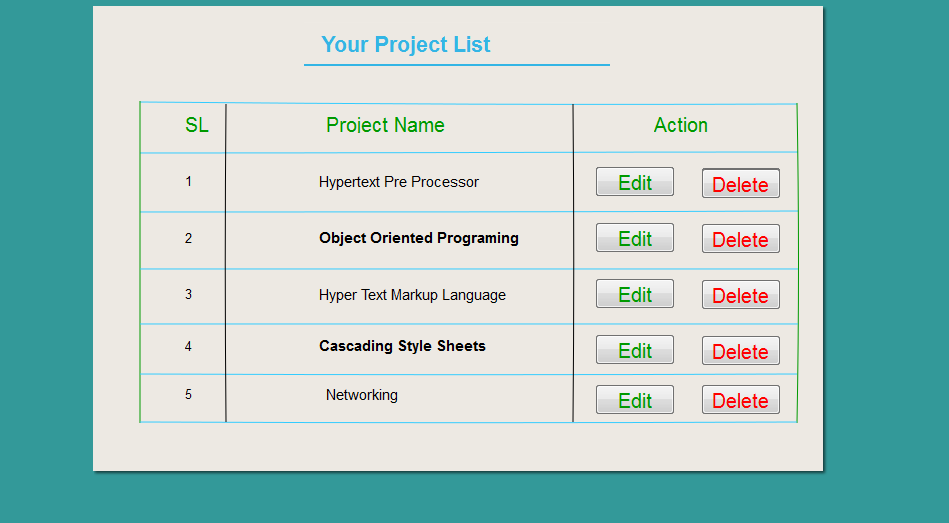 Your Project List
SL Project Name Action
1 Hypertext Pre Processor Edit Delete
2 Object Oriented Programing Edit Delete
3 Hyper Text Markup Language Edit Delete
4 Cascading Style Sheets Edit Delete
5 Networking Edit Delete